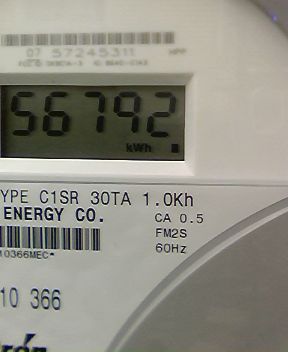 07 57245311 HPP
56792
kWh
YPE C1SR 30TA 1.0Kh
ENERGY CO. CA 0.5
FM2S
60Hz
10366MEC*
10 366